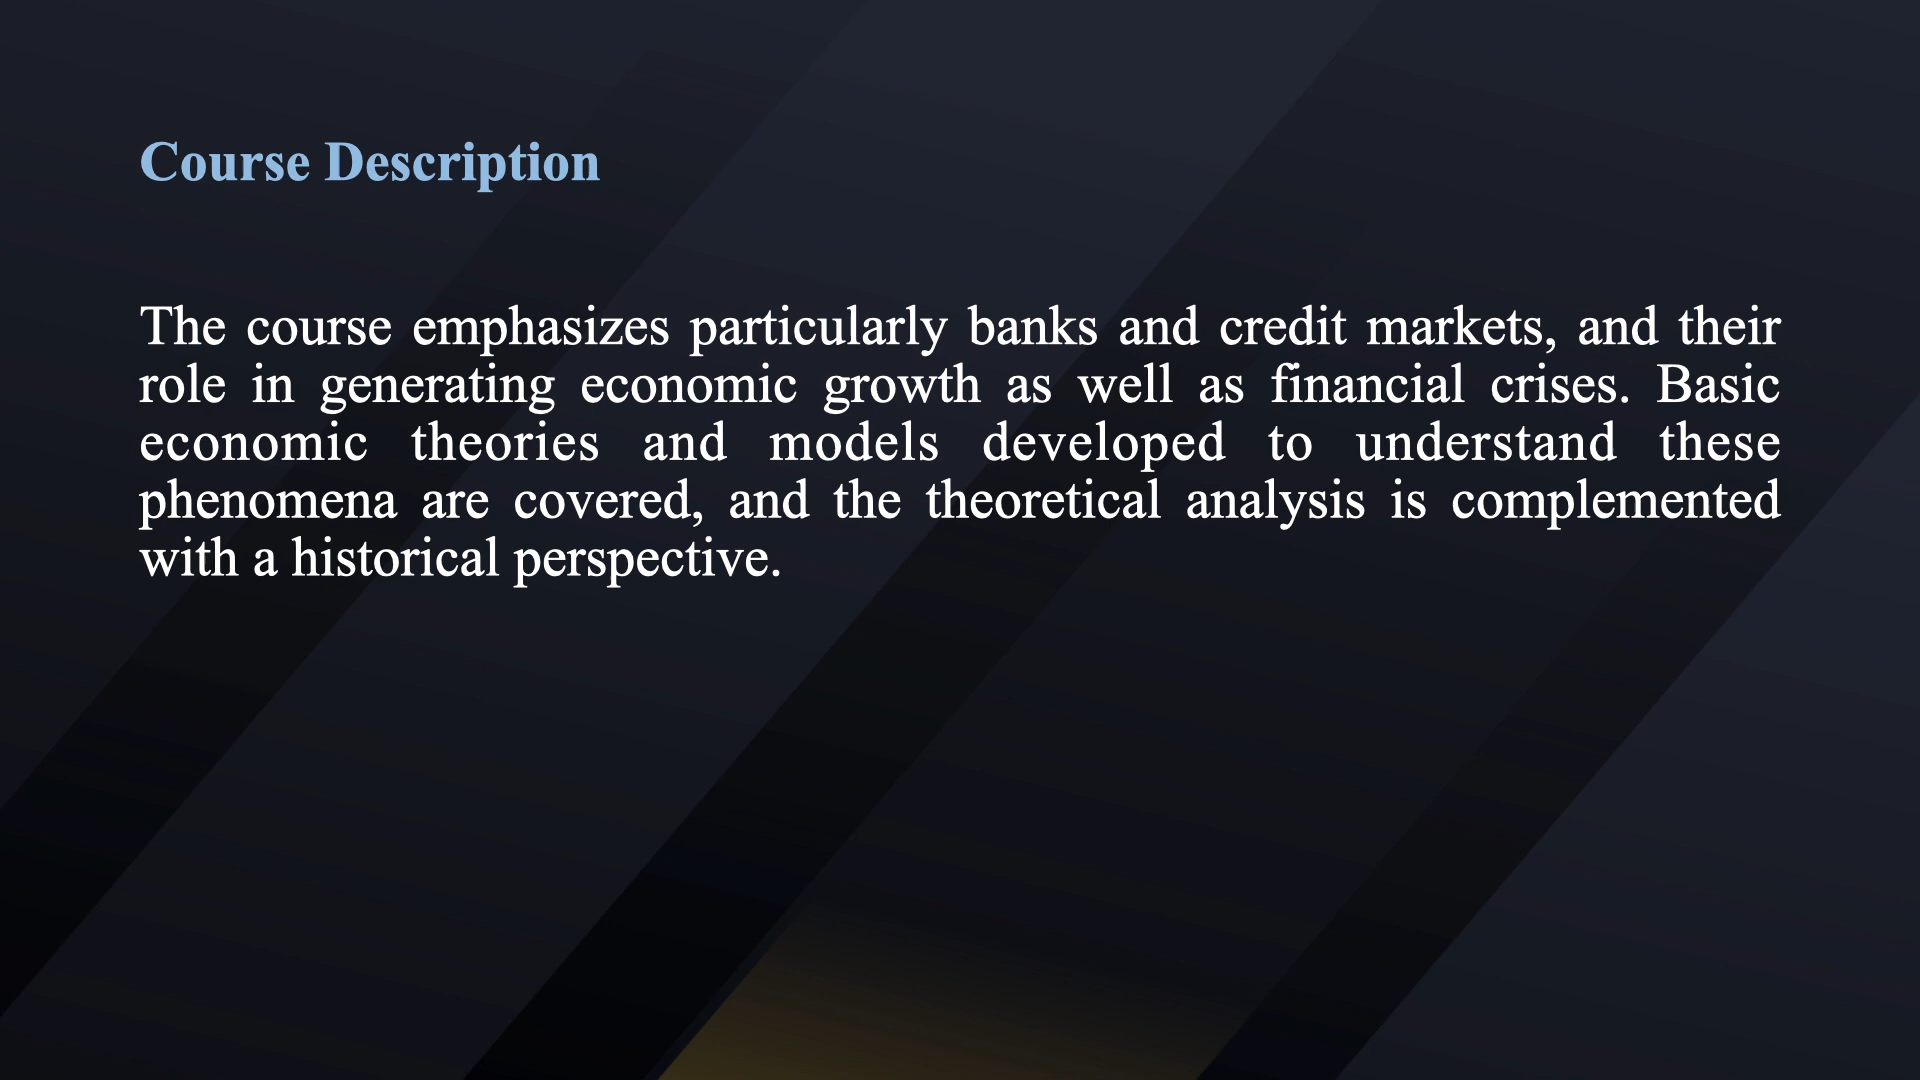 Course Description
The course emphasizes particularly banks and credit markets, and their
role in generating economic growth as well as financial crises. Basic
economic theories and models developed to understand these
phenomena are covered, and the theoretical analysis is complemented
with a historical perspective.